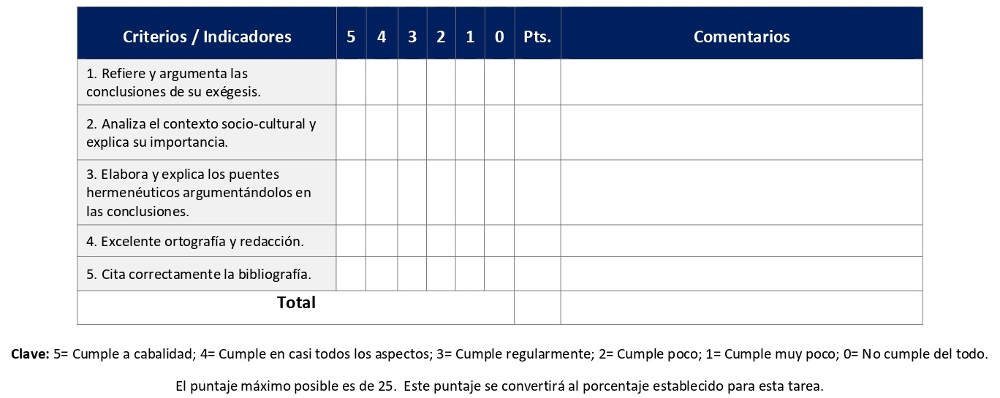 Criterios / Indicadores 5 4 3 2 1 0 Pts. Comentarios
1. Refiere y argumenta las
conclusiones de su exégesis.
2. Analiza el contexto socio-cultural y
explica su importancia.
3. Elabora y explica los puentes
hermenéuticos argumentándolos en
las conclusiones.
4. Excelente ortografía y redacción.
5. Cita correctamente la bibliografía.
Total
Clave: 5= Cumple a cabalidad; 4= Cumple en casi todos los aspectos; 3= Cumple regularmente; 2= Cumple poco; 1= Cumple muy poco; 0= No cumple del todo.
El puntaje máximo posible es de 25.  Este puntaje se convertirá al porcentaje establecido para esta tarea.